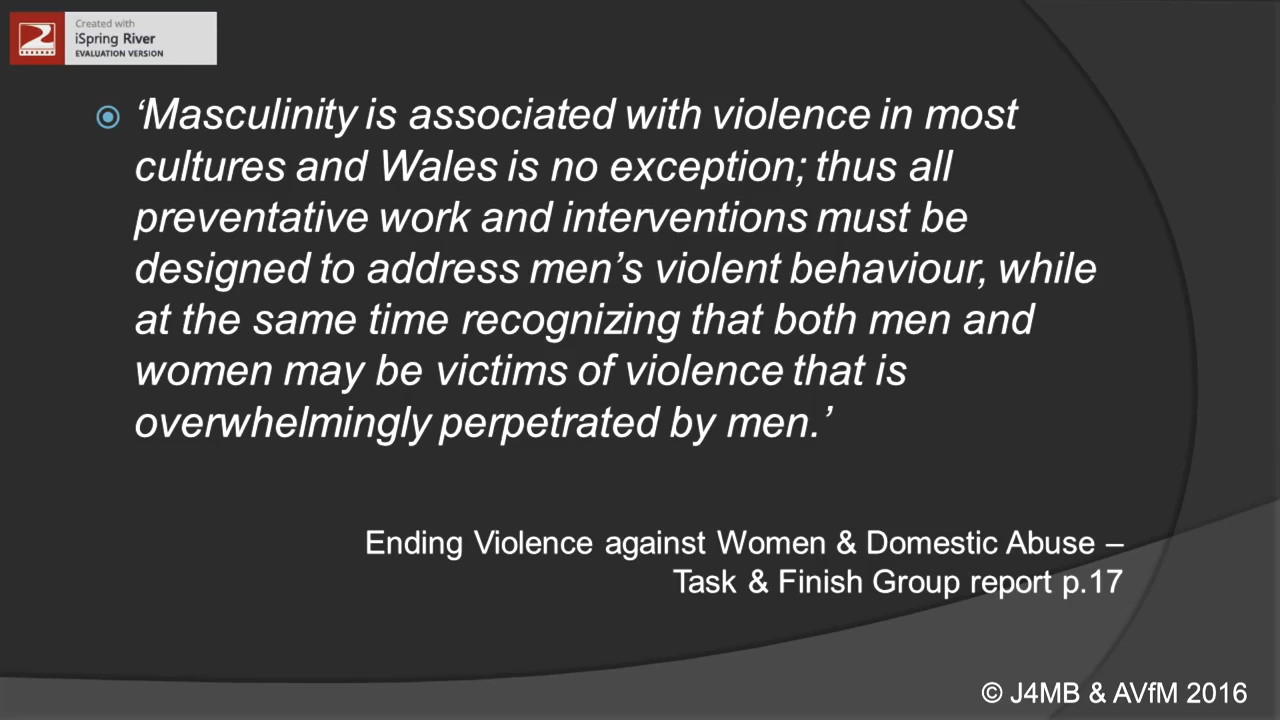 Created with
iSpring River
EVALUATION VERSION
‘Masculinity is associated with violence in most
cultures and Wales is no exception; thus all
preventative work and interventions must be
designed to address men’s violent behaviour, while
at the same time recognizing that both men and
women may be victims of violence that is
overwhelmingly perpetrated by men.’
Ending Violence against Women & Domestic Abuse –
Task & Finish Group report p.17
© J4MB & AVfM 2016